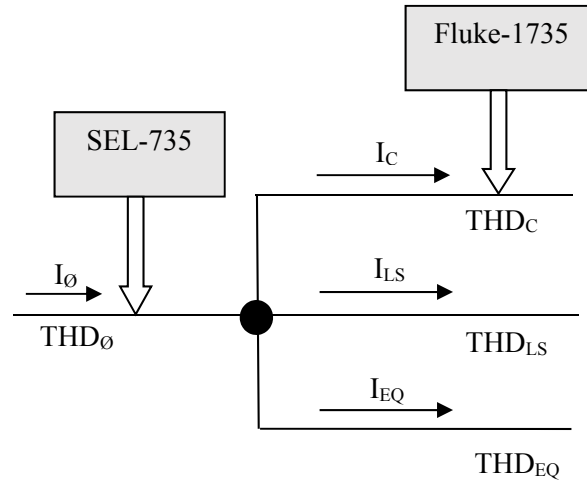 Fluke-1735
SEL-735
I_C
THD_C
I_Ø
THD_Ø
I_LS
THD_LS
I_EQ
THD_EQ